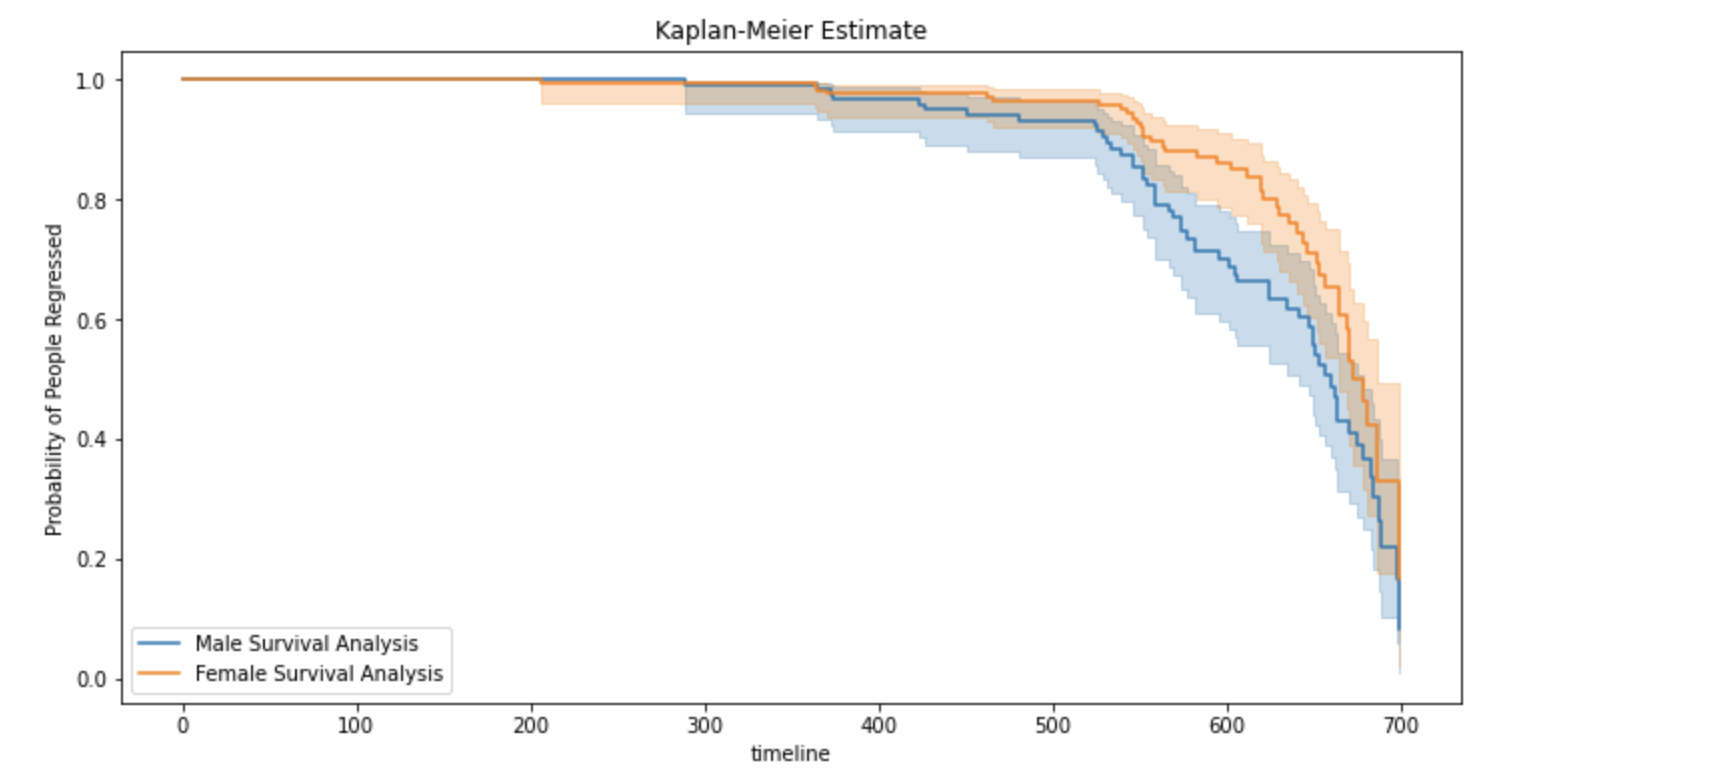 Kaplan-Meier Estimate
Probability of People Regressed
1.0
0.8
0.6
0.4
0.2
0.0
Male Survival Analysis
Female Survival Analysis
0 100 200 300 400 500 600 700
timeline